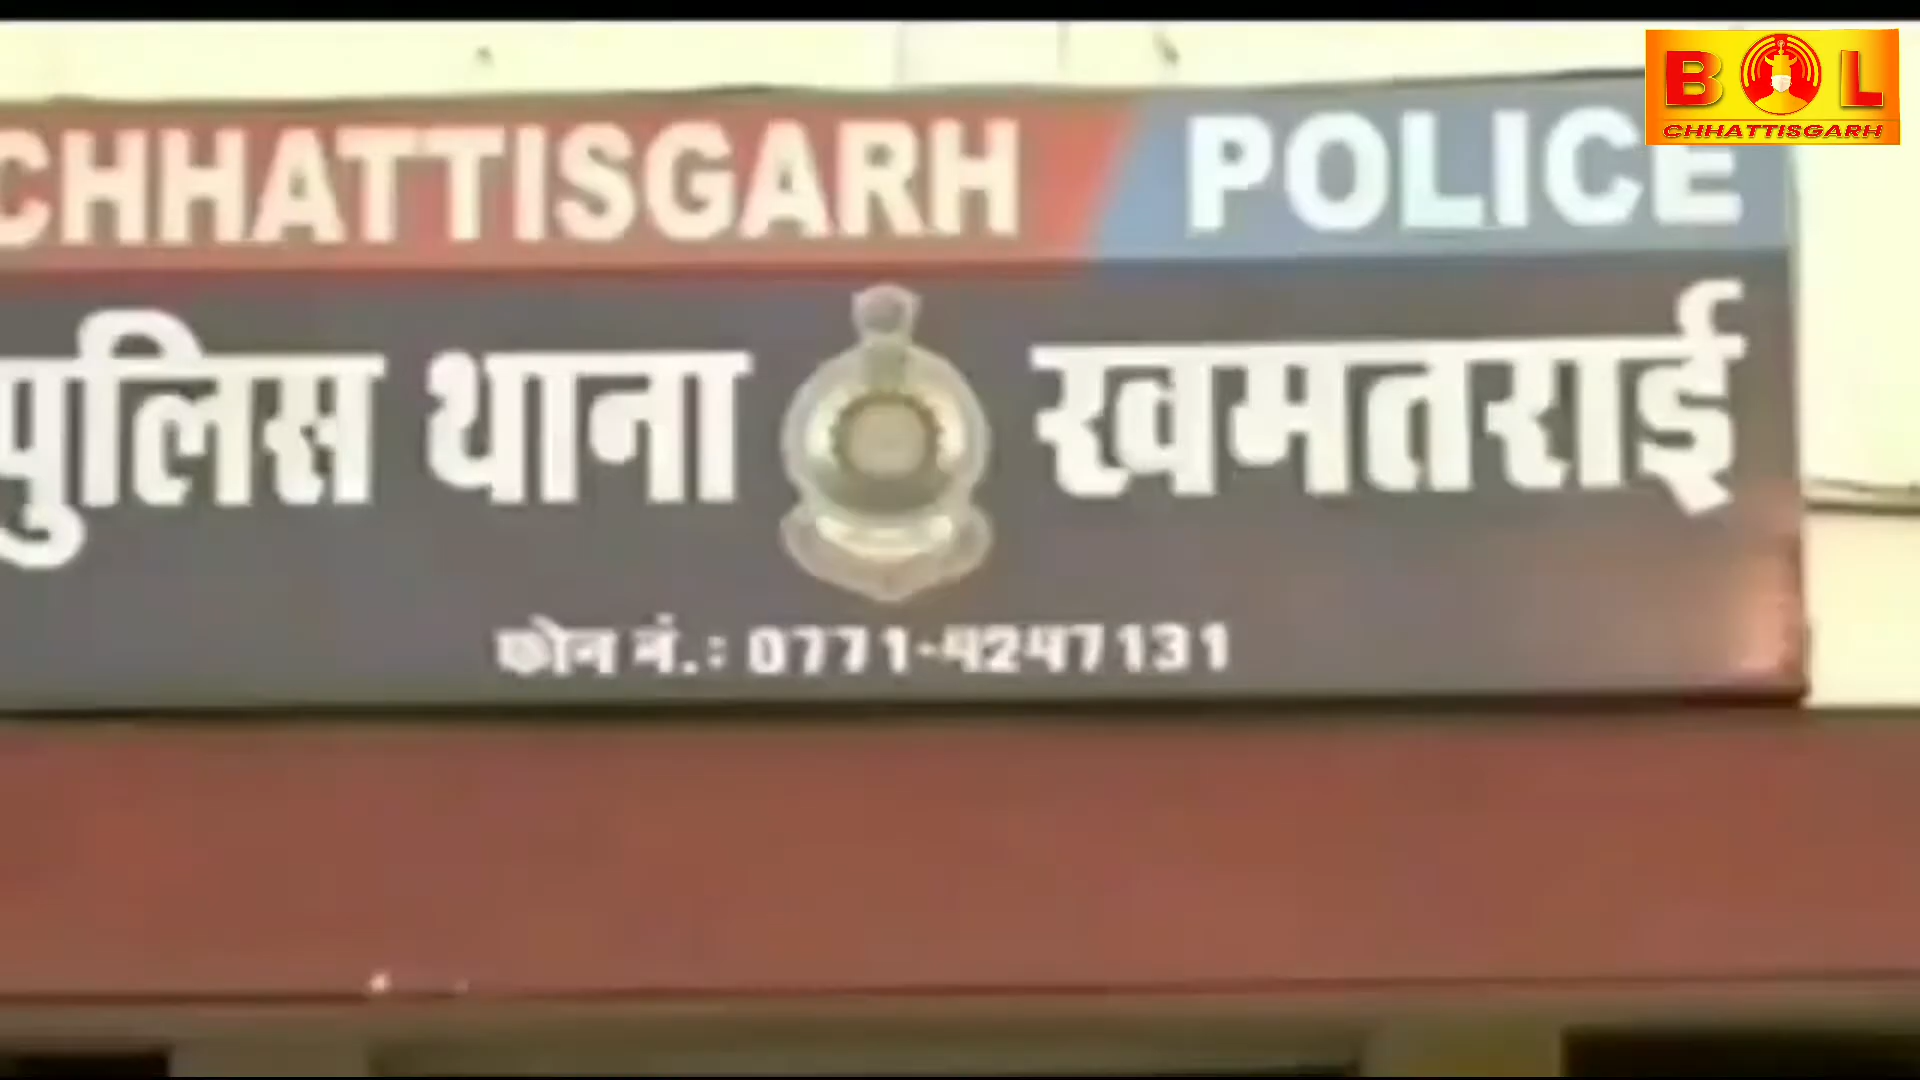 BOL
CHHATTISGARH
CHHATTISGARH POLICE
पुलिस थाना खमतराई
फोन नं.: 0771-4247131